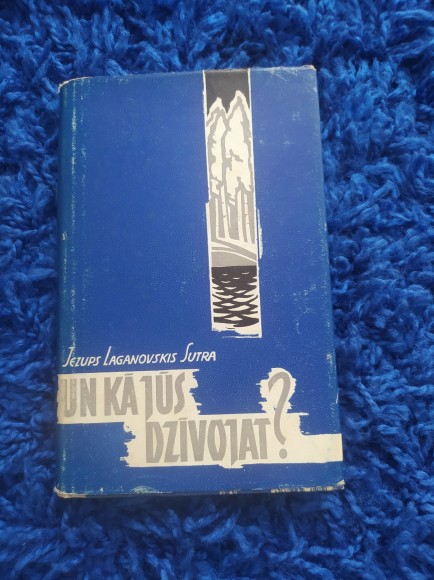 JEZUPS LAGANOVSKIS SUTRA
UN KĀ JŪS
DZĪVOJAT?